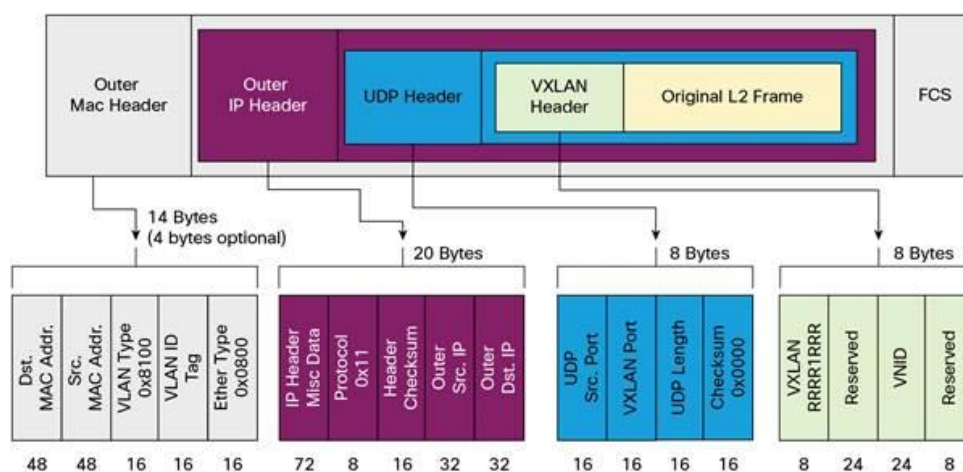 Outer
Mac Header
Outer
IP Header
UDP Header
VXLAN
Header
Original L2 Frame
FCS
14 Bytes
(4 bytes optional)
20 Bytes
8 Bytes
8 Bytes
Dst.
MAC Addr.
Src.
MAC Addr.
VLAN Type
0x8100
VLAN ID
Tag
Ether Type
0x0800
IP Header
Misc Data
Protocol
0x11
Header
Checksum
Outer
Src. IP
Outer
Dst. IP
UDP
Src. Port
VXLAN Port
UDP Length
Checksum
0x0000
VXLAN
RRRR1RRR
Reserved
VNID
Reserved
48 48 16 16 16
72 8 16 32 32
16 16 16 16
8 24 24 8